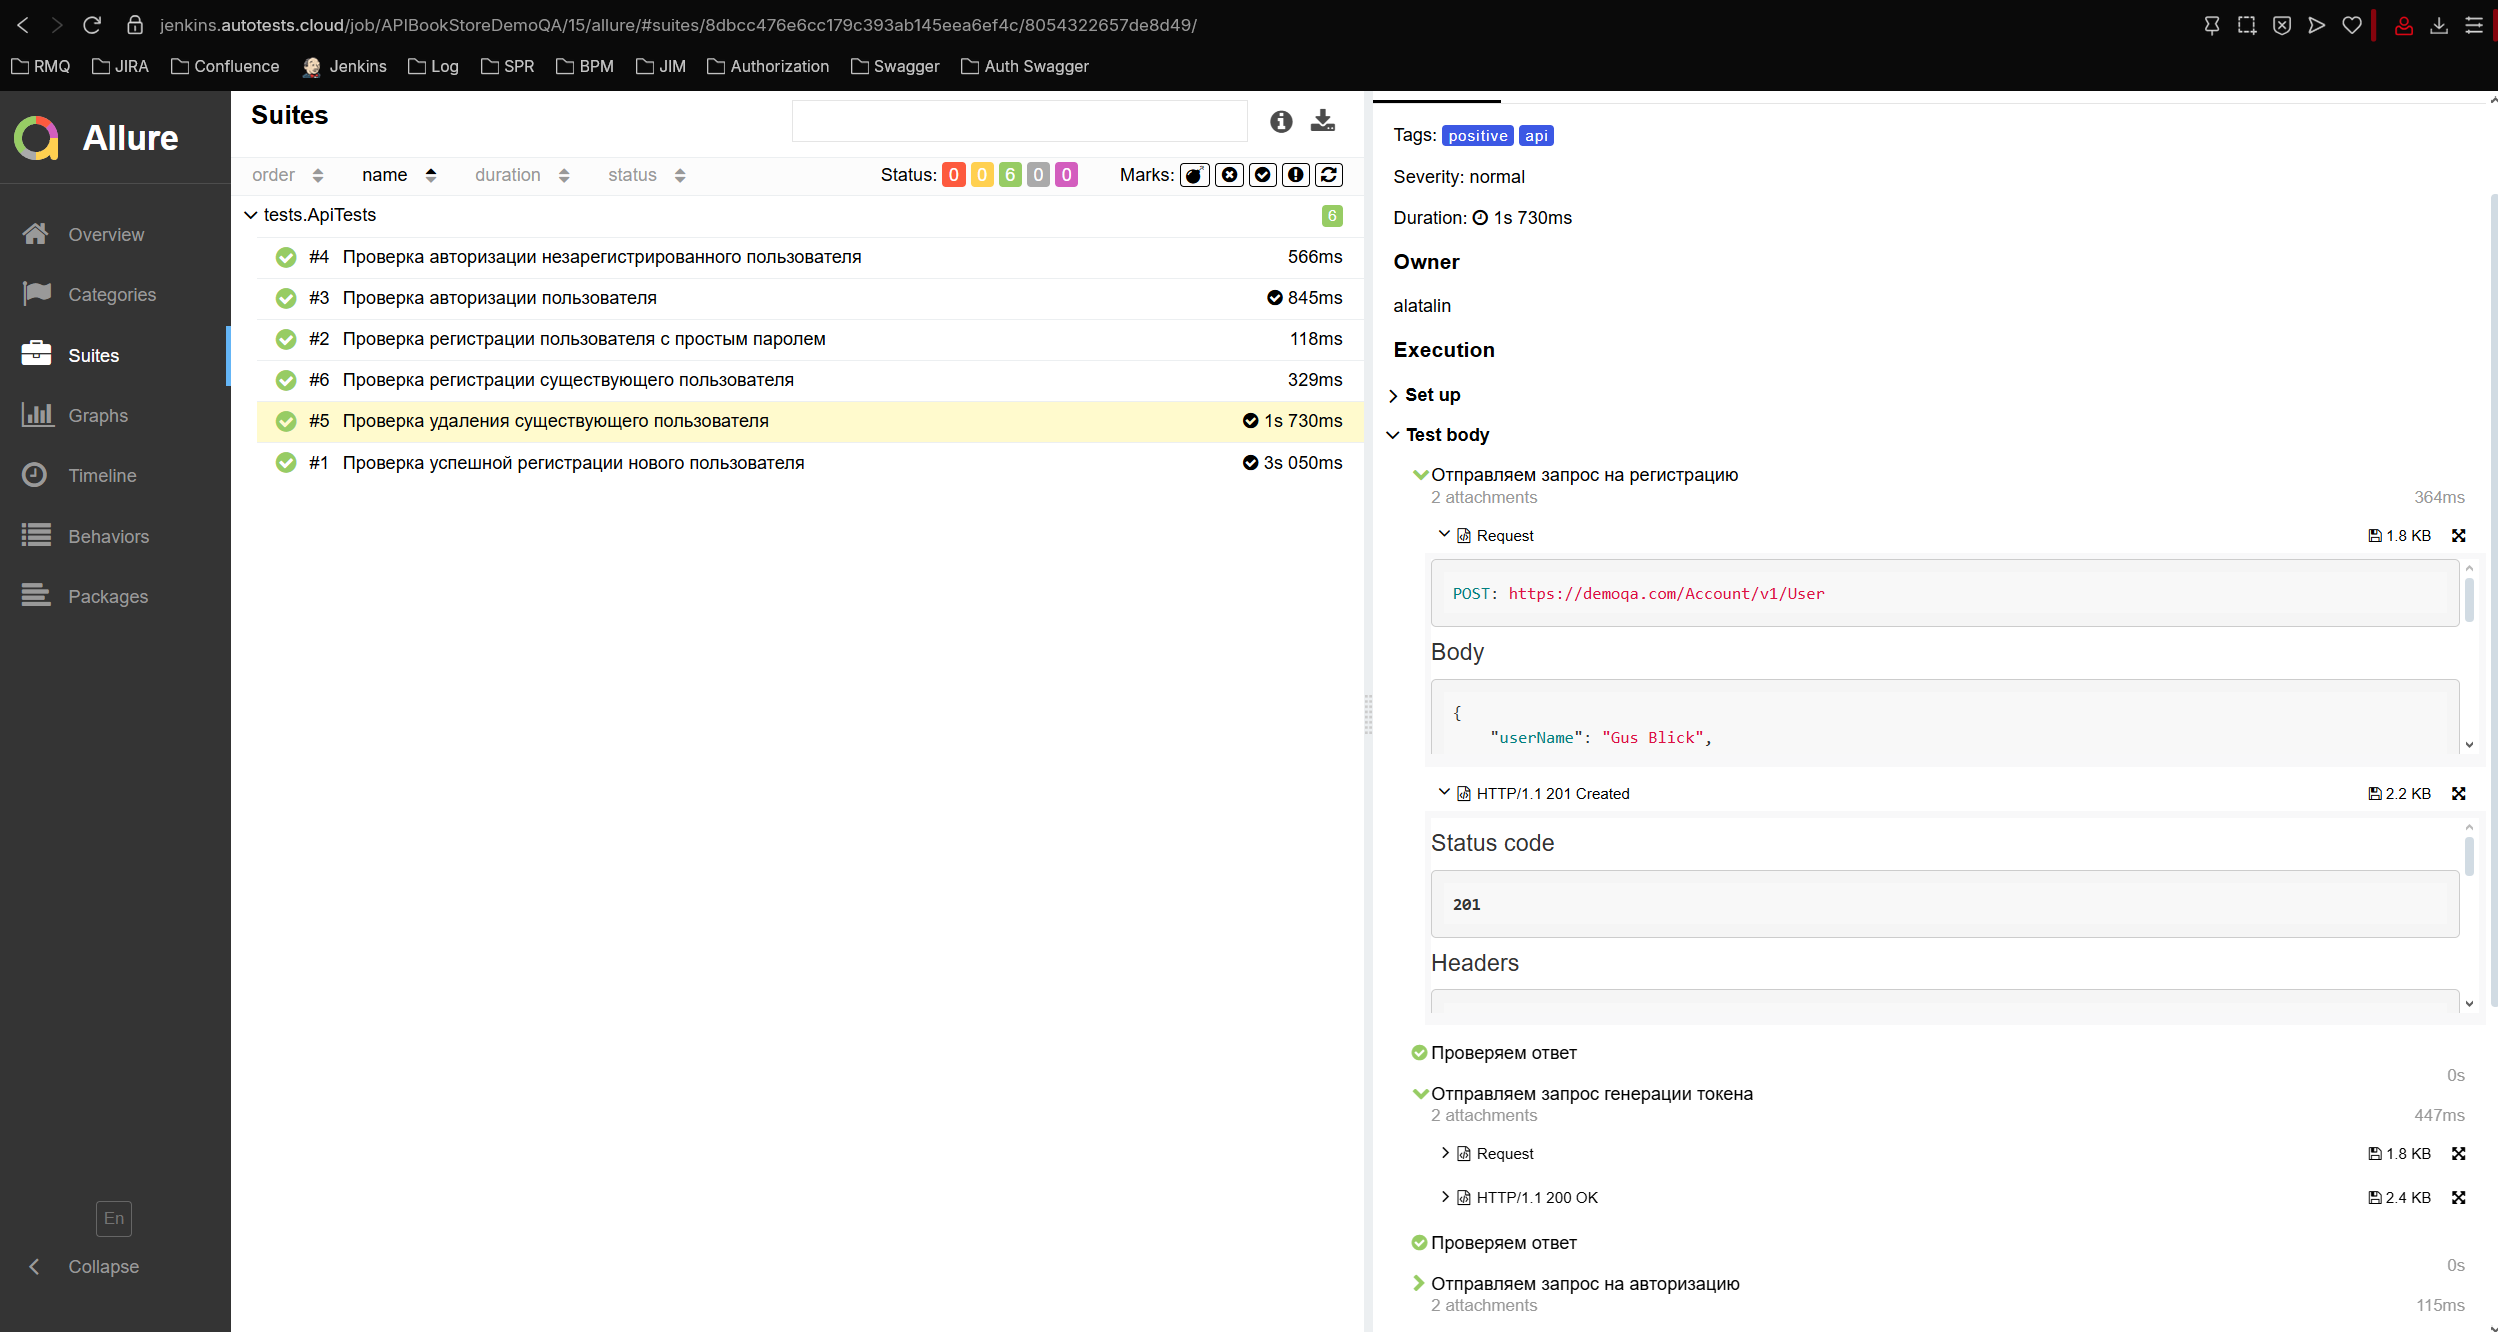 jenkins.autotests.cloud/job/APIBookStoreDemoQA/15/allure/#suites/8dbcc476e6cc179c393ab145eea6ef4c/8054322657de8d49/
RMQ JIRA Confluence Jenkins Log SPR BPM JIM Authorization Swagger Auth Swagger
Allure
Overview
Categories
Suites
Graphs
Timeline
Behaviors
Packages
En
Collapse
Suites
order name duration status Status: 0 0 6 0 0 Marks:
tests.ApiTests 6
#4 Проверка авторизации незарегистрированного пользователя 566ms
#3 Проверка авторизации пользователя 845ms
#2 Проверка регистрации пользователя с простым паролем 118ms
#6 Проверка регистрации существующего пользователя 329ms
#5 Проверка удаления существующего пользователя 1s 730ms
#1 Проверка успешной регистрации нового пользователя 3s 050ms
Tags: positive api
Severity: normal
Duration: 1s 730ms
Owner
alatalin
Execution
Set up
Test body
Отправляем запрос на регистрацию
2 attachments 364ms
Request 1.8 KB
POST: https://demoqa.com/Account/v1/User
Body
{
"userName": "Gus Blick",
HTTP/1.1 201 Created 2.2 KB
Status code
201
Headers
Проверяем ответ
0s
Отправляем запрос генерации токена
2 attachments 447ms
Request 1.8 KB
HTTP/1.1 200 OK 2.4 KB
Проверяем ответ
0s
Отправляем запрос на авторизацию
2 attachments 115ms